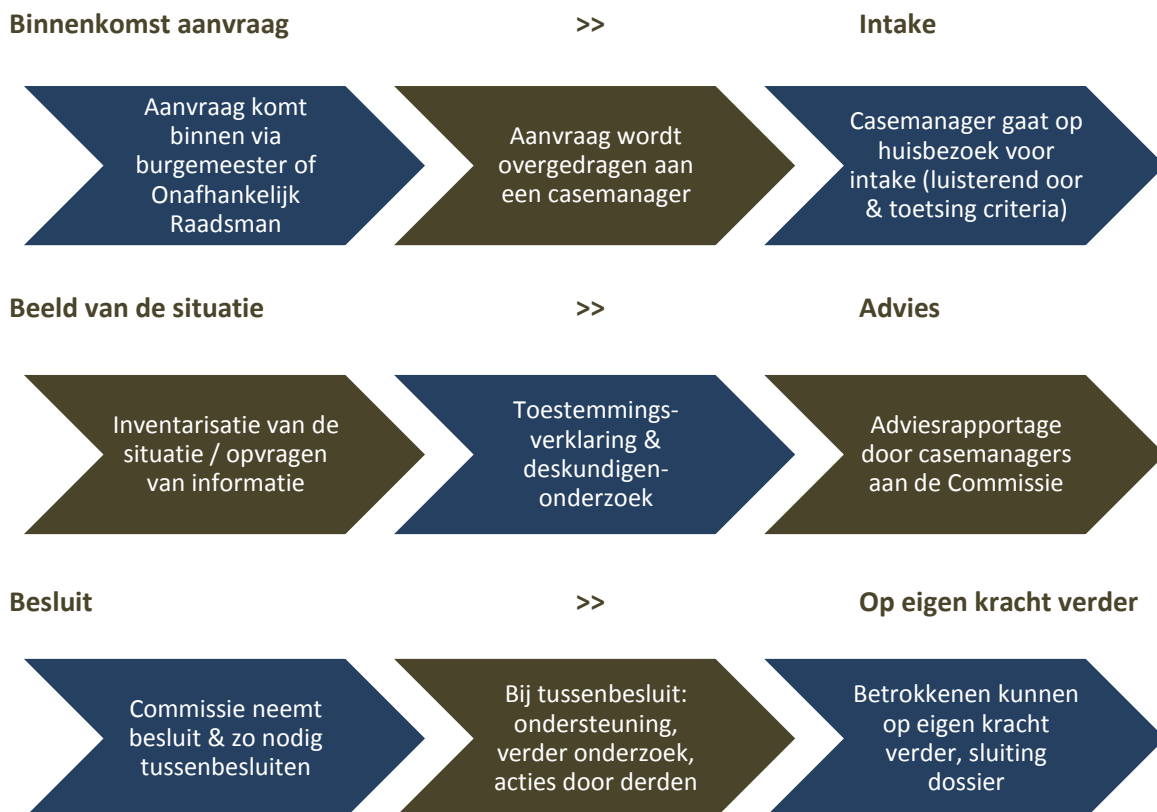 Binnenkomst aanvraag >> Intake
Aanvraag komt
binnen via
burgemeester of
Onafhankelijk
Raadsman
Aanvraag wordt
overgedragen aan
een casemanager
Casemanager gaat op
huisbezoek voor
intake (luisterend oor
& toetsing criteria)
Beeld van de situatie >> Advies
Inventarisatie van de
situatie / opvragen
van informatie
Toestemmings-
verklaring &
deskundigen-
onderzoek
Adviesrapportage
door casemanagers
aan de Commissie
Besluit >> Op eigen kracht verder
Commissie neemt
besluit & zo nodig
tussenbesluiten
Bij tussenbesluit:
ondersteuning,
verder onderzoek,
acties door derden
Betrokkenen kunnen
op eigen kracht
verder, sluiting
dossier